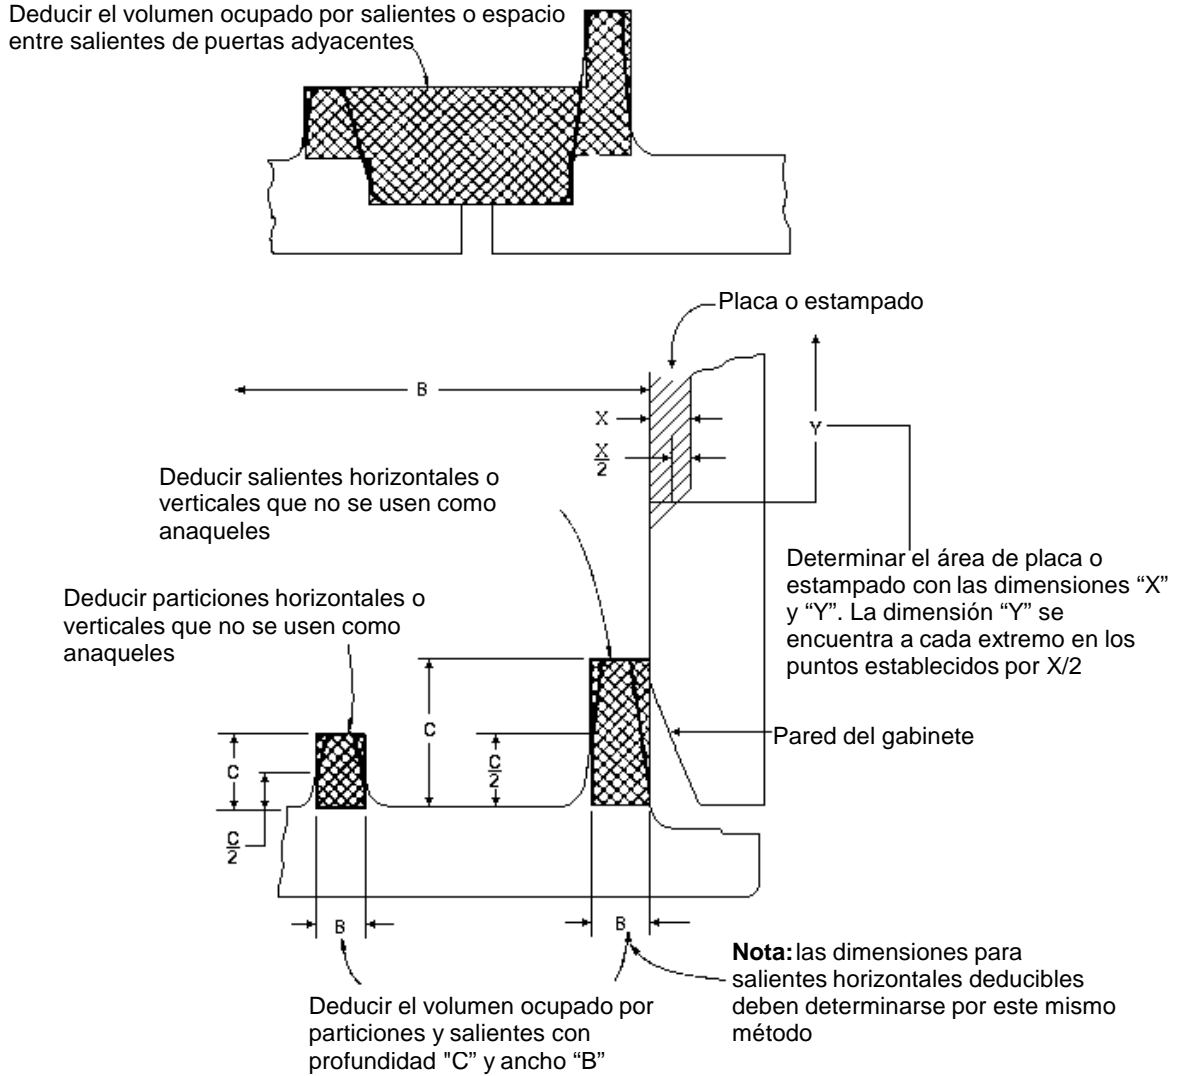 Deducir el volumen ocupado por salientes o espacio
entre salientes de puertas adyacentes
Placa o estampado
B
X
X
2
Y
Deducir salientes horizontales o
verticales que no se usen como
anaqueles
Determinar el área de placa o
estampado con las dimensiones “X”
y “Y”. La dimensión “Y” se
encuentra a cada extremo en los
puntos establecidos por X/2
Deducir particiones horizontales o
verticales que no se usen como
anaqueles
Pared del gabinete
C
C
2
C
C
2
B
B
Nota: las dimensiones para
salientes horizontales deducibles
deben determinarse por este mismo
método
Deducir el volumen ocupado por
particiones y salientes con
profundidad "C” y ancho “B”